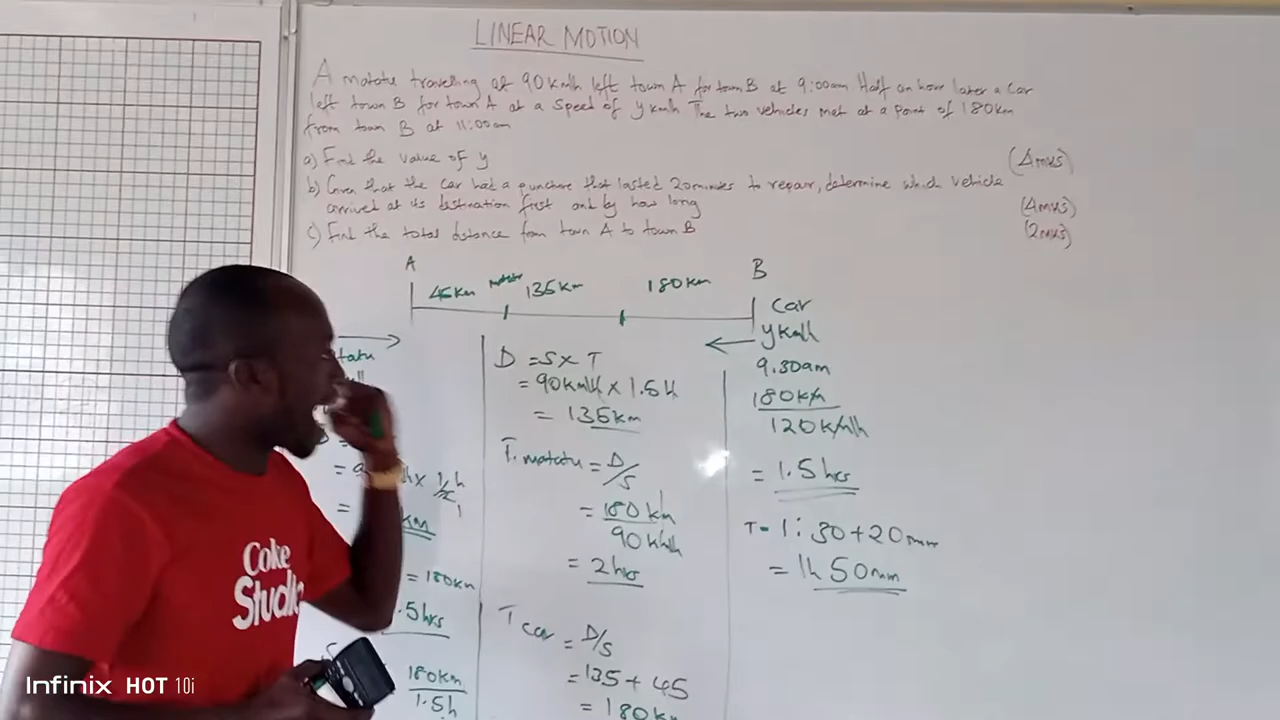 LINEAR MOTION
A matatu travelling at 90km/h left town A for town B at 9:00am Half an hour later a Car
left town B for town A at a speed of y km/h The two vehicles met at a point of 180km
from town B at 11:00am
a) Find the value of y (4mks)
b) Given that the car had a puncture that lasted 20minutes to repair, determine which vehicle
arrived at its destination first and by how long (4mks)
c) Find the total distance from town A to town B (2mks)
A B
45km 135km 180km
Car
y km/h
9.30am
180km
120km/h
= 1.5hrs
T= 1:30+20min
= 1h 50min
D = S x T
= 90km/h x 1.5h
= 135km
T. matatu = D/S
= 180km
90km/h
= 2hrs
T car = D/S
= 135 + 45
= 180km
tatu
h x 1/2 h
km
= 180km
.5hrs
180km
1.5h
Coke
Studio
Infinix HOT 10i